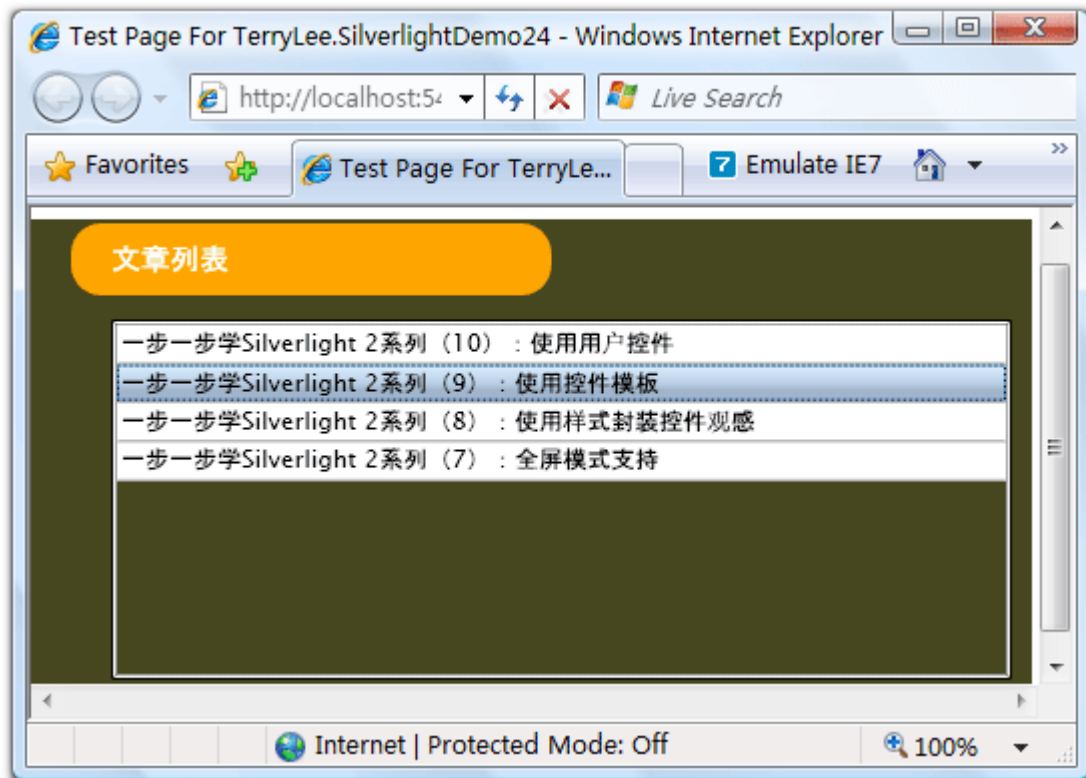 Test Page For TerryLee.SilverlightDemo24 - Windows Internet Explorer
http://localhost:54
Live Search
Favorites
Test Page For TerryLe...
7 Emulate IE7
文章列表
一步一步学Silverlight 2系列（10）：使用用户控件
一步一步学Silverlight 2系列（9）：使用控件模板
一步一步学Silverlight 2系列（8）：使用样式封装控件观感
一步一步学Silverlight 2系列（7）：全屏模式支持
Internet | Protected Mode: Off
100%